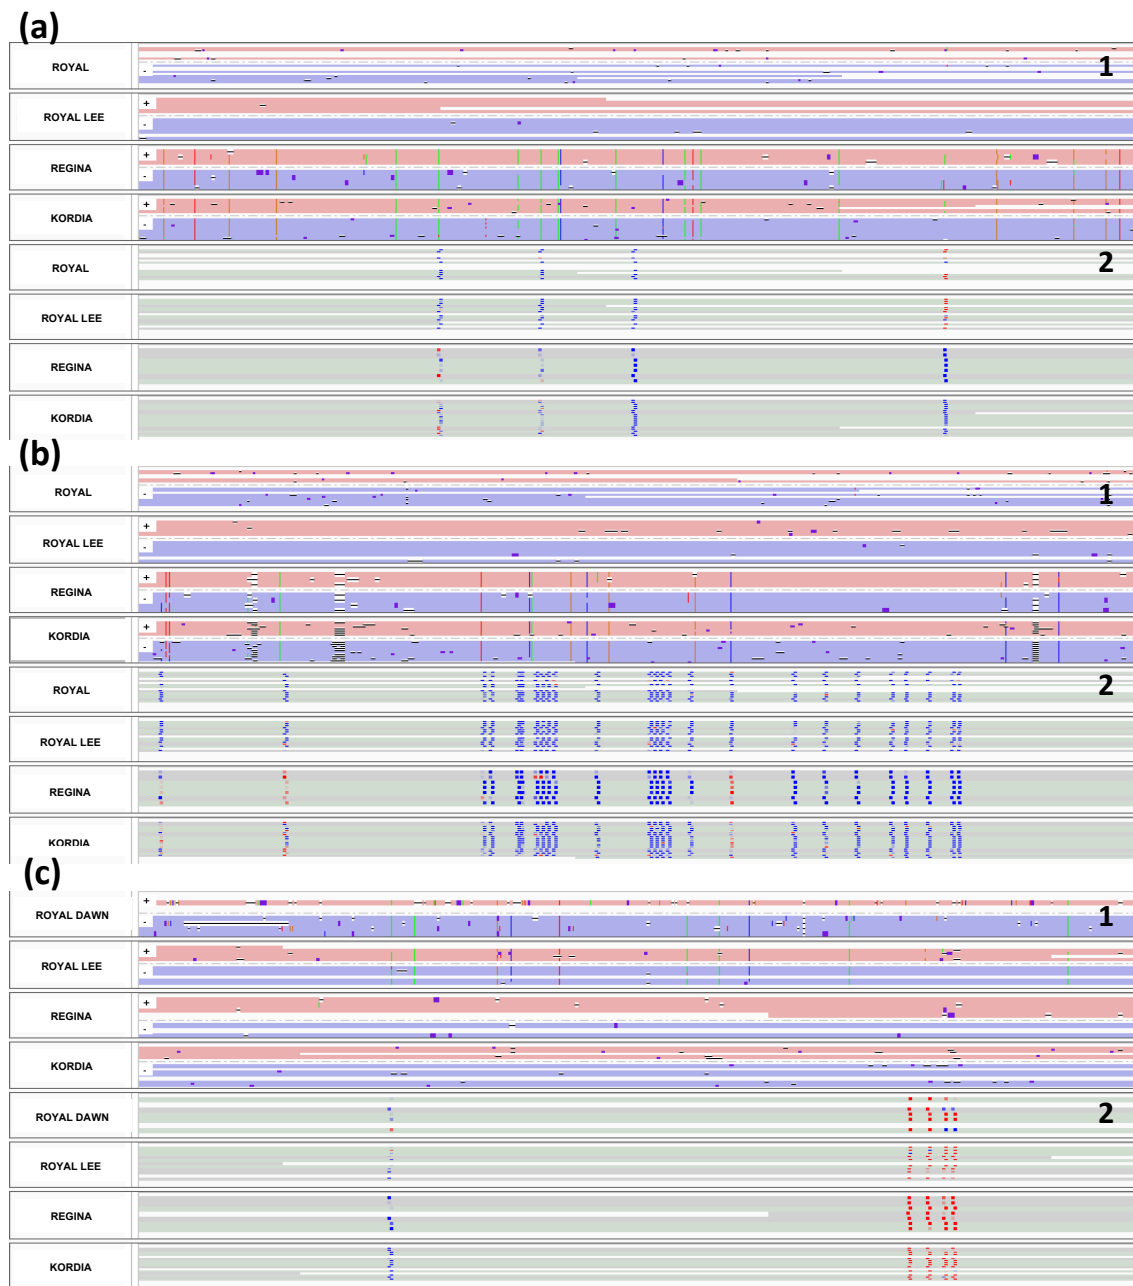 (a)
ROYAL
-
1
ROYAL LEE
+
-
REGINA
+
-
KORDIA
+
-
ROYAL
2
ROYAL LEE
REGINA
KORDIA
(b)
ROYAL
-
1
ROYAL LEE
+
-
REGINA
+
-
KORDIA
+
-
ROYAL
2
ROYAL LEE
REGINA
KORDIA
(c)
ROYAL DAWN
+
-
1
ROYAL LEE
+
-
REGINA
+
-
KORDIA
+
-
ROYAL DAWN
2
ROYAL LEE
REGINA
KORDIA